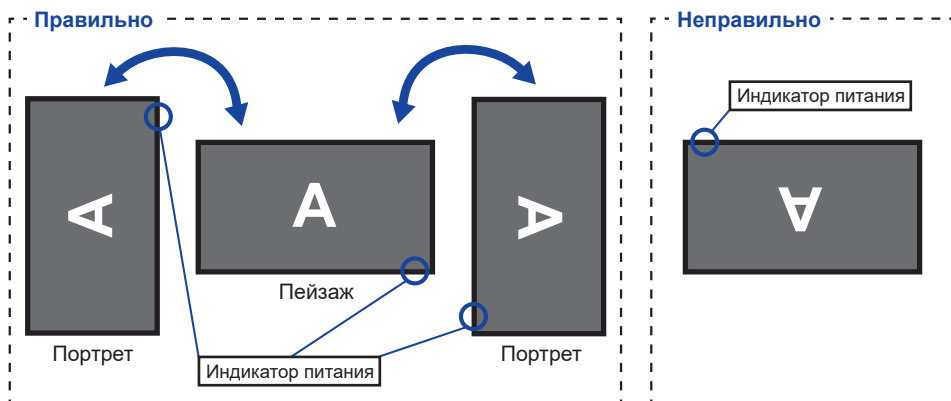 Правильно
Неправильно
Индикатор питания
A
A
A
A
Пейзаж
Портрет
Портрет
Индикатор питания